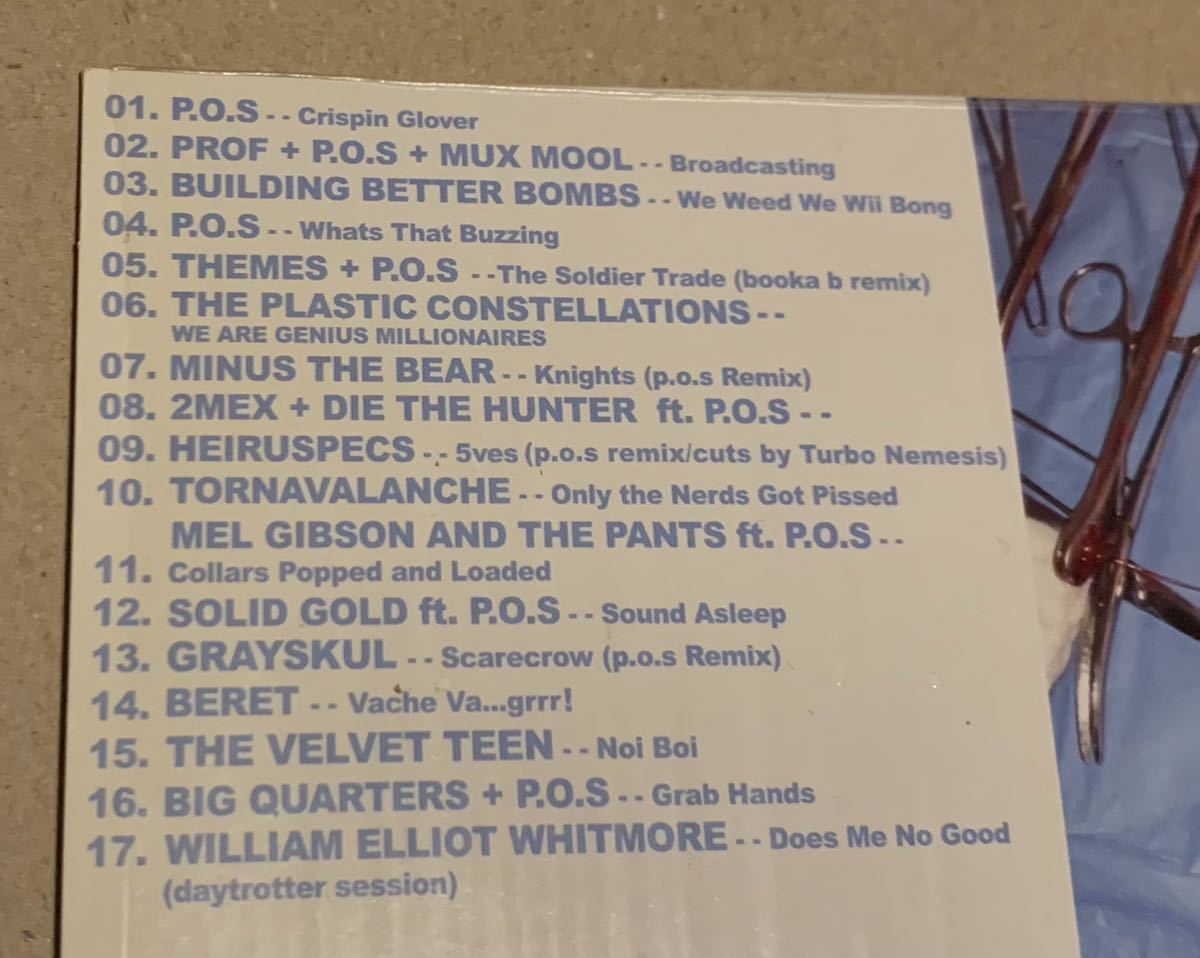 01. P.O.S - - Crispin Glover
02. PROF + P.O.S + MUX MOOL - - Broadcasting
03. BUILDING BETTER BOMBS - - We Weed We Wii Bong
04. P.O.S - - Whats That Buzzing
05. THEMES + P.O.S - -The Soldier Trade (booka b remix)
06. THE PLASTIC CONSTELLATIONS - -
WE ARE GENIUS MILLIONAIRES
07. MINUS THE BEAR - - Knights (p.o.s Remix)
08. 2MEX + DIE THE HUNTER ft. P.O.S - -
09. HEIRUSPECS - - 5ves (p.o.s remix/cuts by Turbo Nemesis)
10. TORNAVALANCHE - - Only the Nerds Got Pissed
MEL GIBSON AND THE PANTS ft. P.O.S - -
11. Collars Popped and Loaded
12. SOLID GOLD ft. P.O.S - - Sound Asleep
13. GRAYSKUL - - Scarecrow (p.o.s Remix)
14. BERET - - Vache Va...grrr!
15. THE VELVET TEEN - - Noi Boi
16. BIG QUARTERS + P.O.S - - Grab Hands
17. WILLIAM ELLIOT WHITMORE - - Does Me No Good
(daytrotter session)